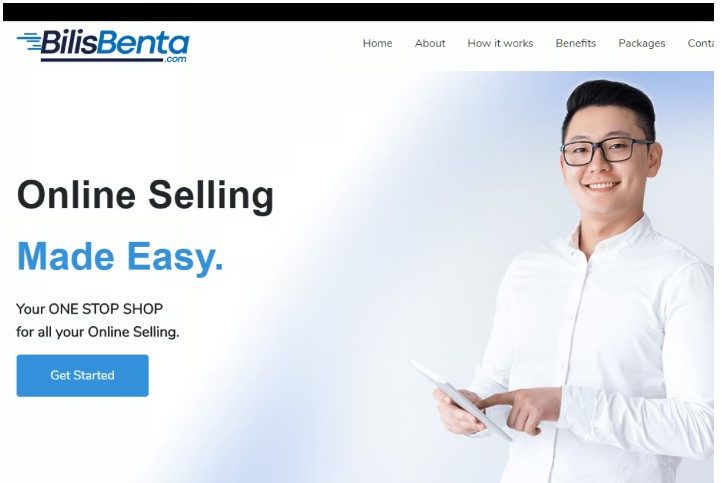 BilisBenta
.com
Home About How it works Benefits Packages
Online Selling
Made Easy.
Your ONE STOP SHOP
for all your Online Selling.
Get Started